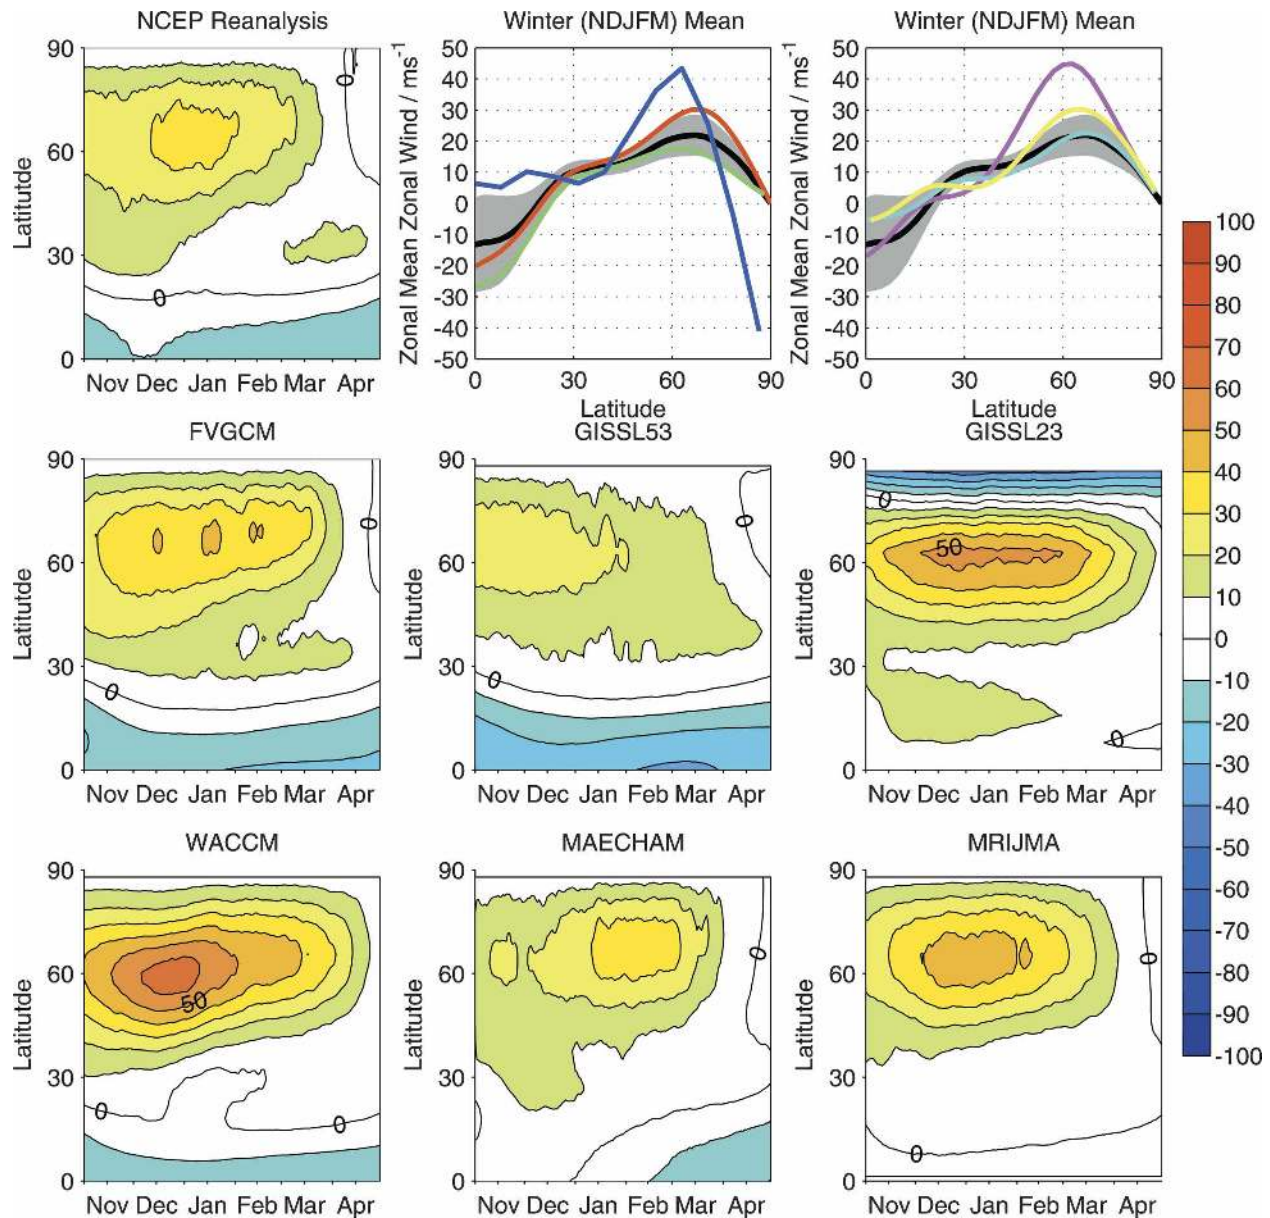 NCEP Reanalysis
90
60
30
0
Latitutde
0
0
Nov Dec Jan Feb Mar Apr
Winter (NDJFM) Mean
Zonal Mean Zonal Wind / ms-1
50
40
30
20
10
0
-10
-20
-30
-40
-50
0 30 60 90
Latitude
Winter (NDJFM) Mean
Zonal Mean Zonal Wind / ms-1
50
40
30
20
10
0
-10
-20
-30
-40
-50
0 30 60 90
Latitude
FVGCM
90
60
30
0
Latitutde
0
0
Nov Dec Jan Feb Mar Apr
GISSL53
90
60
30
0
Latitutde
0
0
Nov Dec Jan Feb Mar Apr
GISSL23
90
60
30
0
Latitutde
0
50
0
Nov Dec Jan Feb Mar Apr
WACCM
90
60
30
0
Latitutde
50
0
0
Nov Dec Jan Feb Mar Apr
MAECHAM
90
60
30
0
Latitutde
0
Nov Dec Jan Feb Mar Apr
MRIJMA
90
60
30
0
Latitutde
0
0
Nov Dec Jan Feb Mar Apr
100
90
80
70
60
50
40
30
20
10
0
-10
-20
-30
-40
-50
-60
-70
-80
-90
-100